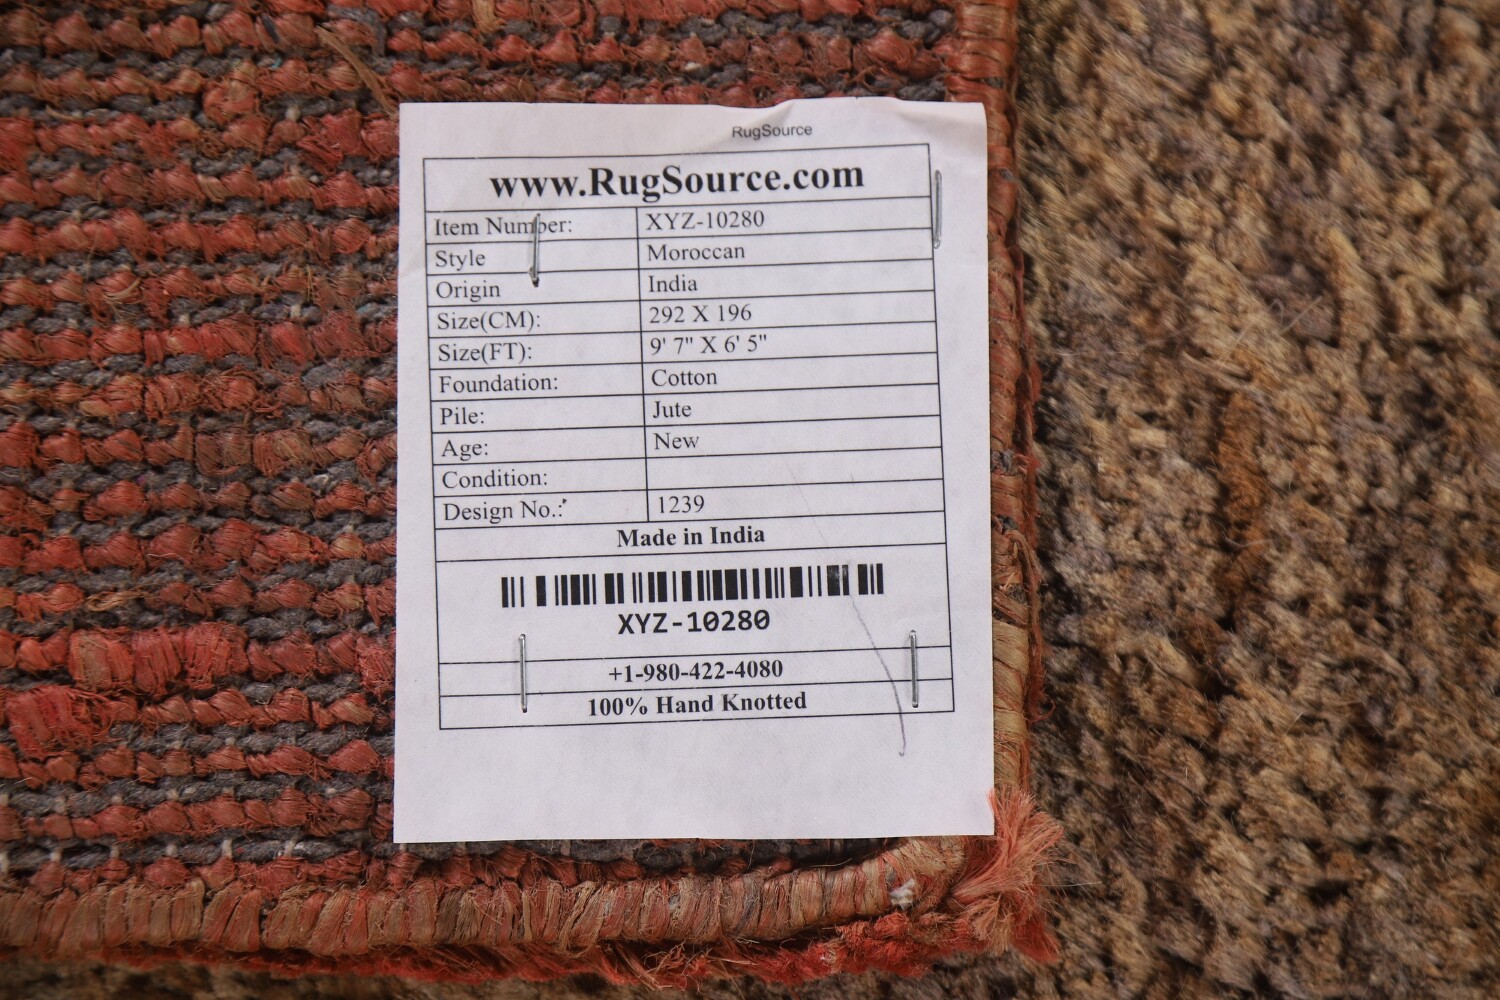 RugSource
www.RugSource.com
Item Number: XYZ-10280
Style Moroccan
Origin India
Size(CM): 292 X 196
Size(FT): 9' 7" X 6' 5"
Foundation: Cotton
Pile: Jute
Age: New
Condition:
Design No.: 1239
Made in India
XYZ-10280
+1-980-422-4080
100% Hand Knotted